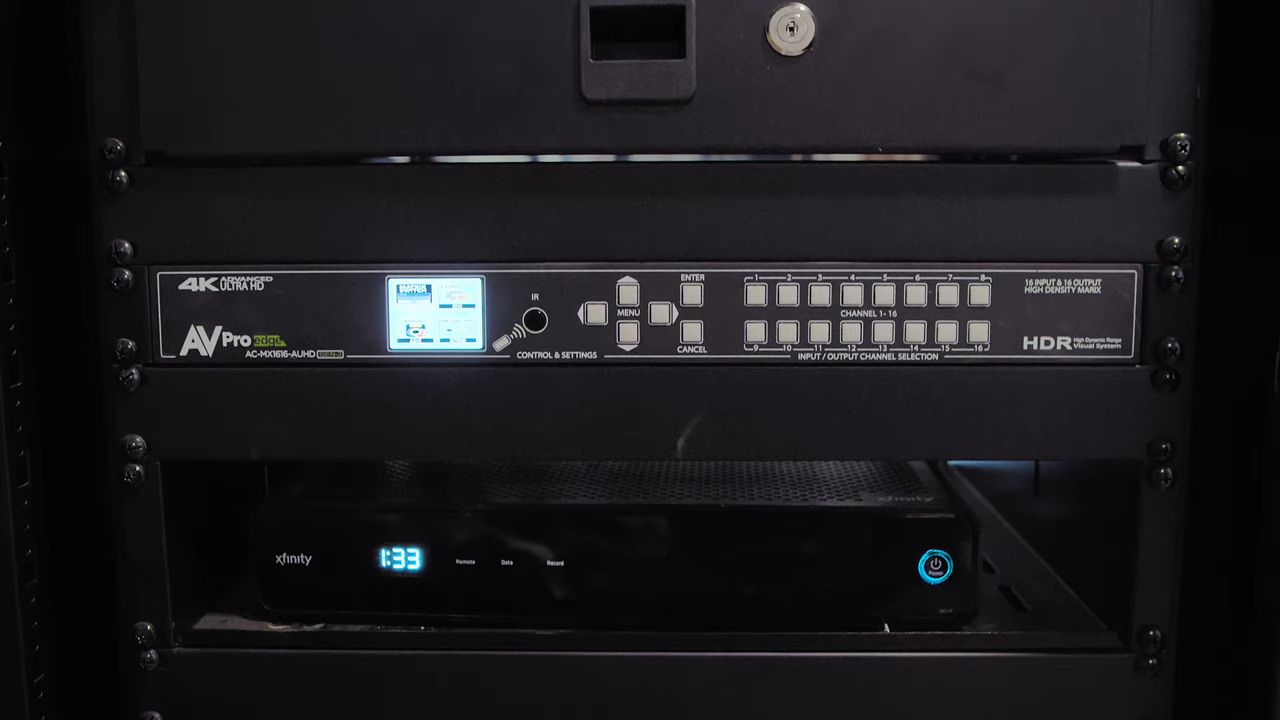 4K ADVANCED ULTRA HD
AVPro edge
AC-MX1616-AUHD GEN-2
IR
MENU
ENTER
CANCEL
CONTROL & SETTINGS
1 2 3 4 5 6 7 8
CHANNEL 1- 16
9 10 11 12 13 14 15 16
INPUT / OUTPUT CHANNEL SELECTION
16 INPUT & 16 OUTPUT
HIGH DENSITY MARIX
HDR High Dynamic Range Visual System
xfinity
xfinity
1:33
Remote
Data
Record
Power